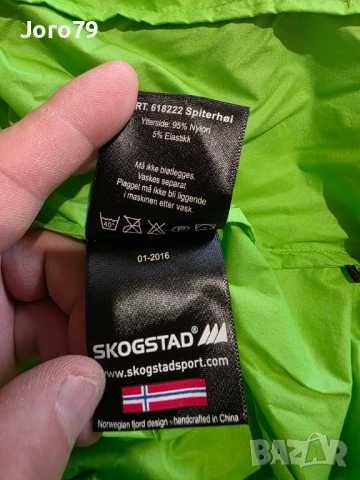 Joro79
RT. 618222 Spiterhøi
Ytterside: 95% Nylon
5% Elastikk
Må ikke bløtlegges.
Vaskes separat.
Plagget må ikke bli liggende
i maskinen etter vask.
40°
01-2016
SKOGSTAD®
www.skogstadsport.com
Norwegian fjord design - handcrafted in China
BAZAR